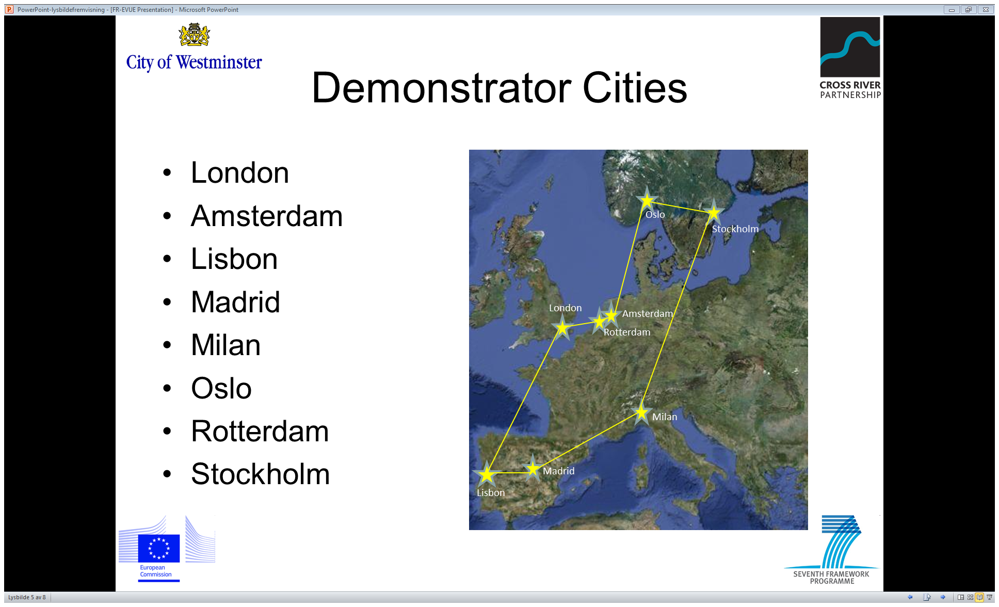 PowerPoint-lysbildefremvisning - [FR-EVUE Presentation] - Microsoft PowerPoint
City of Westminster
CROSS RIVER
PARTNERSHIP
Demonstrator Cities
• London
• Amsterdam
• Lisbon
• Madrid
• Milan
• Oslo
• Rotterdam
• Stockholm
Oslo
Stockholm
London
Amsterdam
Rotterdam
Milan
Madrid
Lisbon
European
Commission
SEVENTH FRAMEWORK
PROGRAMME
Lysbilde 5 av 8